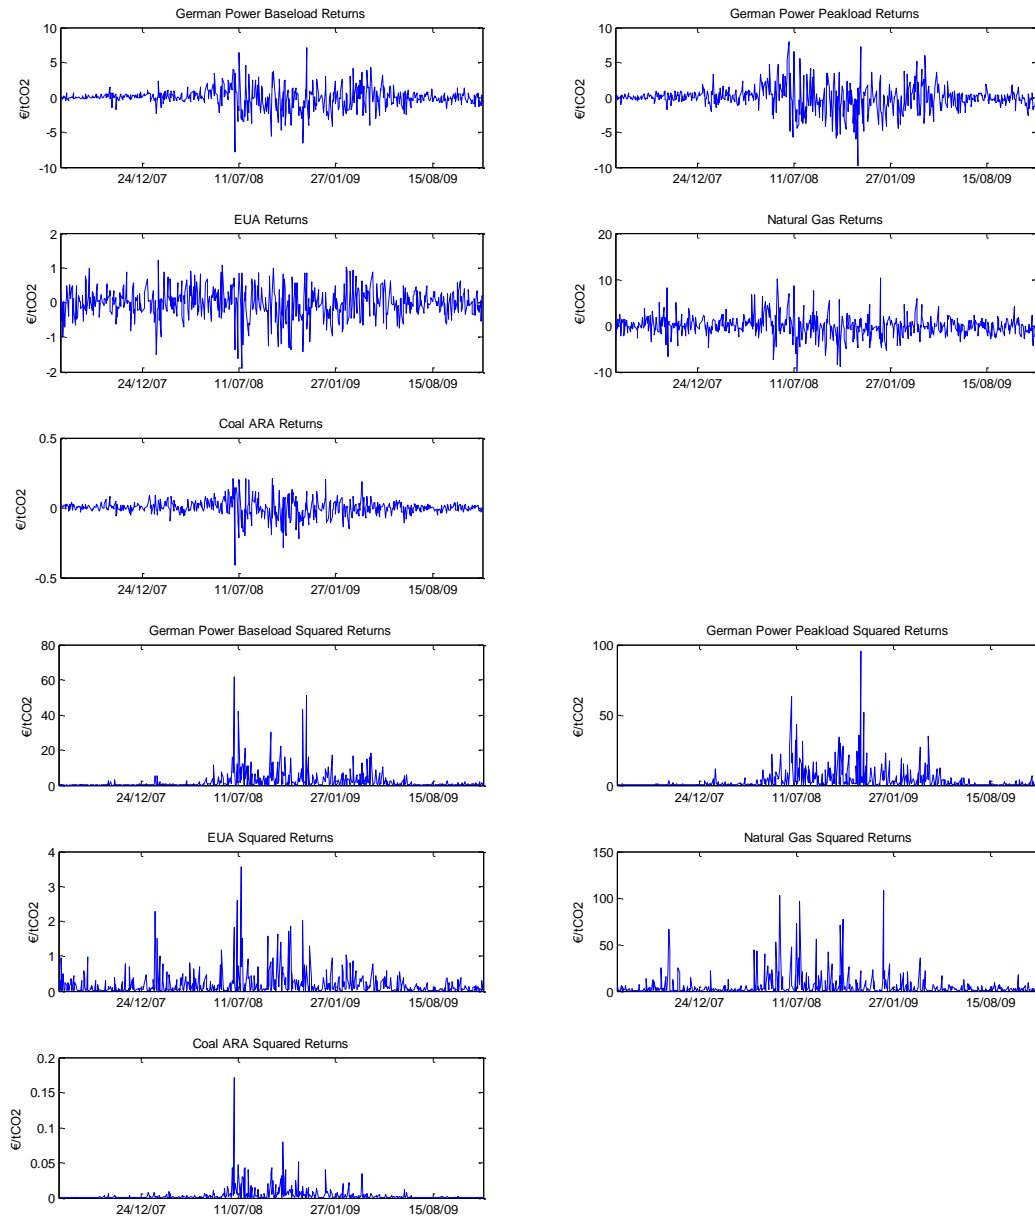 German Power Baseload Returns
10
5
0
-5
-10
€/tCO2
24/12/07 11/07/08 27/01/09 15/08/09
German Power Peakload Returns
10
5
0
-5
-10
€/tCO2
24/12/07 11/07/08 27/01/09 15/08/09
EUA Returns
2
1
0
-1
-2
€/tCO2
24/12/07 11/07/08 27/01/09 15/08/09
Natural Gas Returns
20
10
0
-10
€/tCO2
24/12/07 11/07/08 27/01/09 15/08/09
Coal ARA Returns
0.5
0
-0.5
€/tCO2
24/12/07 11/07/08 27/01/09 15/08/09
German Power Baseload Squared Returns
80
60
40
20
0
€/tCO2
24/12/07 11/07/08 27/01/09 15/08/09
German Power Peakload Squared Returns
100
50
0
€/tCO2
24/12/07 11/07/08 27/01/09 15/08/09
EUA Squared Returns
4
3
2
1
0
€/tCO2
24/12/07 11/07/08 27/01/09 15/08/09
Natural Gas Squared Returns
150
100
50
0
€/tCO2
24/12/07 11/07/08 27/01/09 15/08/09
Coal ARA Squared Returns
0.2
0.15
0.1
0.05
0
€/tCO2
24/12/07 11/07/08 27/01/09 15/08/09